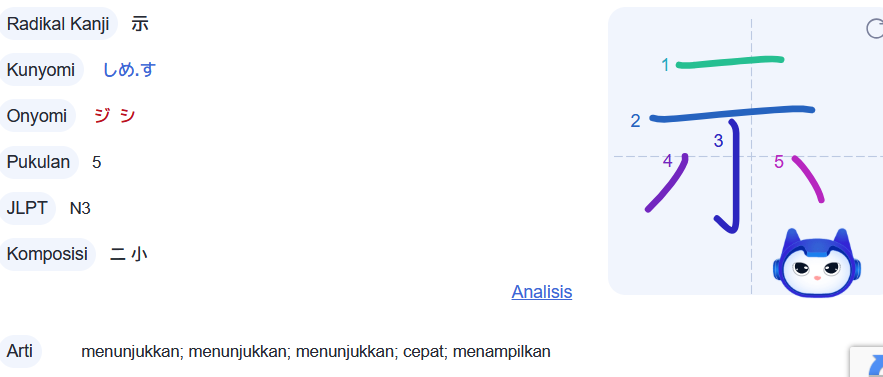 Radikal Kanji 示
Kunyomi しめ.す
Onyomi ジ シ
Pukulan 5
JLPT N3
Komposisi 二 小
Analisis
Arti menunjukkan; menunjukkan; menunjukkan; cepat; menampilkan
1
2
3
4
5
示